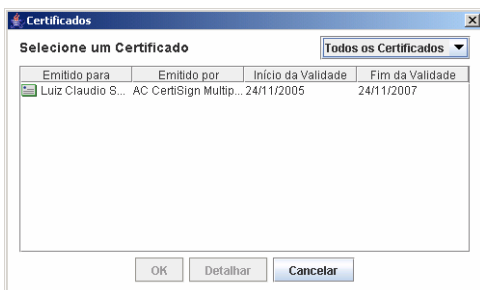 Certificados
Selecione um Certificado Todos os Certificados
Emitido para Emitido por Início da Validade Fim da Validade
Luiz Claudio S... AC CertiSign Multip... 24/11/2005 24/11/2007
OK Detalhar Cancelar